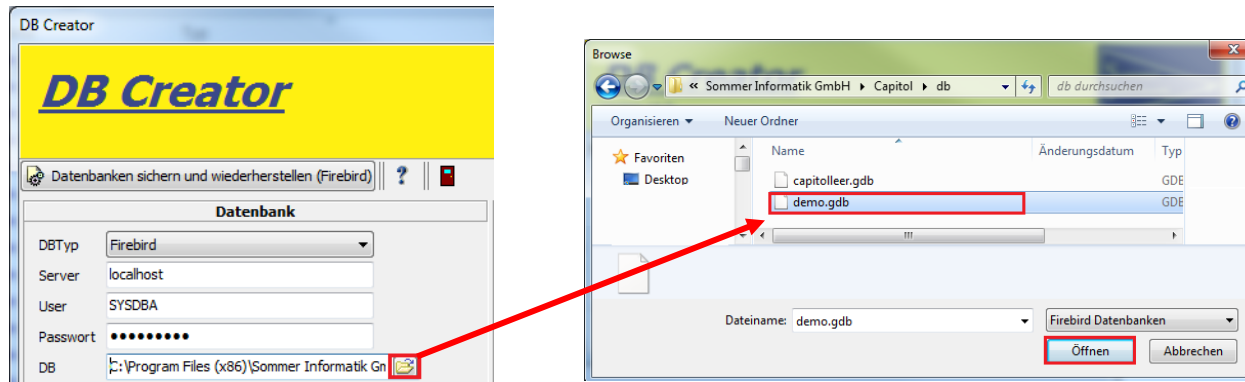 DB Creator
DB Creator
Datenbanken sichern und wiederherstellen (Firebird)
?
Datenbank
DBTyp Firebird
Server localhost
User SYSDBA
Passwort •••••••••
DB C:\Program Files (x86)\Sommer Informatik Gm
Browse
« Sommer Informatik GmbH ▸ Capitol ▸ db
db durchsuchen
Organisieren Neuer Ordner
Favoriten
Desktop
Name Änderungsdatum Typ
capitolleer.gdb GDB
demo.gdb GDB
Dateiname: demo.gdb Firebird Datenbanken
Öffnen Abbrechen